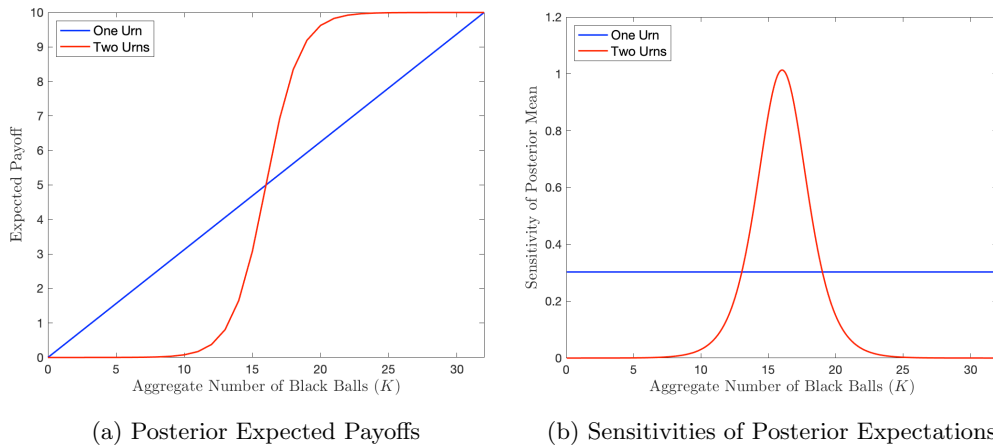 One Urn
Two Urns
Expected Payoff
10
9
8
7
6
5
4
3
2
1
0
0 5 10 15 20 25 30
Aggregate Number of Black Balls (K)
(a) Posterior Expected Payoffs
One Urn
Two Urns
Sensitivity of Posterior Mean
1.2
1
0.8
0.6
0.4
0.2
0
0 5 10 15 20 25 30
Aggregate Number of Black Balls (K)
(b) Sensitivities of Posterior Expectations